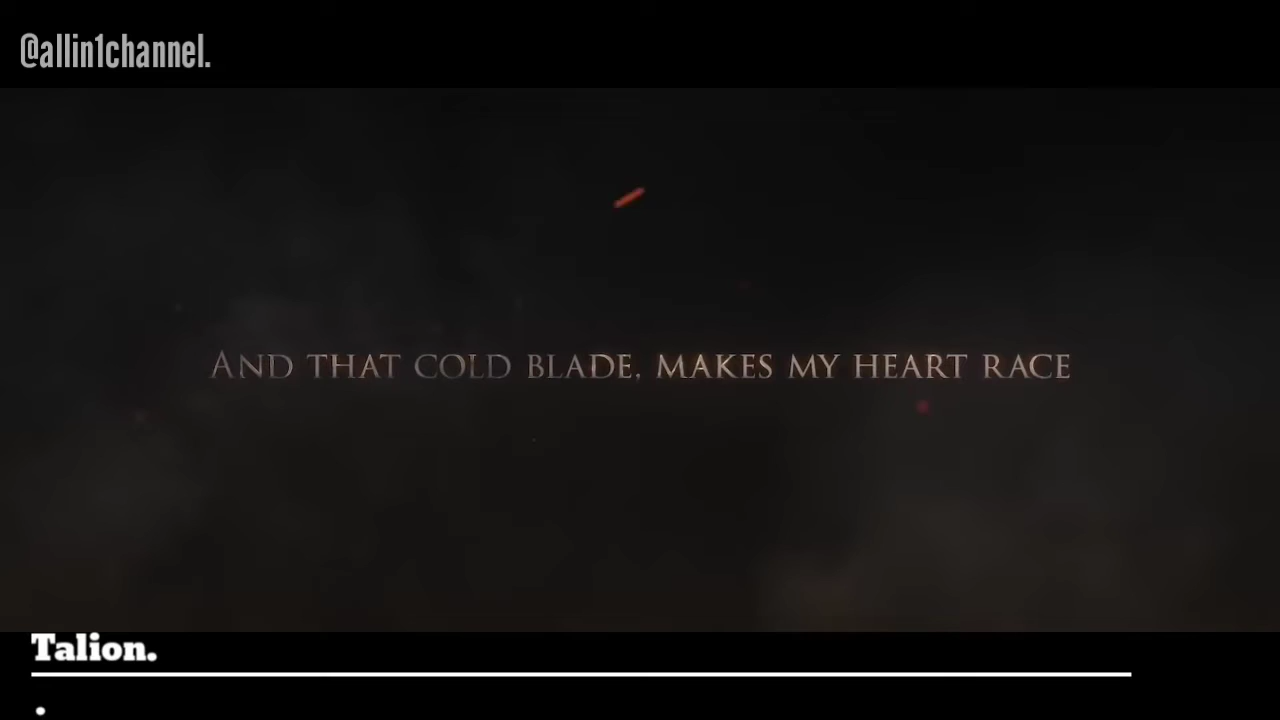 @allin1channel.
AND THAT COLD BLADE, MAKES MY HEART RACE
Talion.
.